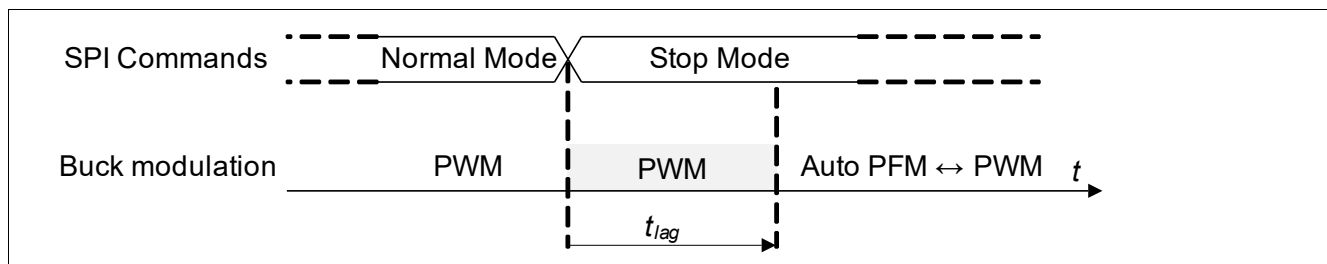 SPI Commands Normal Mode Stop Mode
Buck modulation PWM PWM Auto PFM ↔ PWM t
tlag